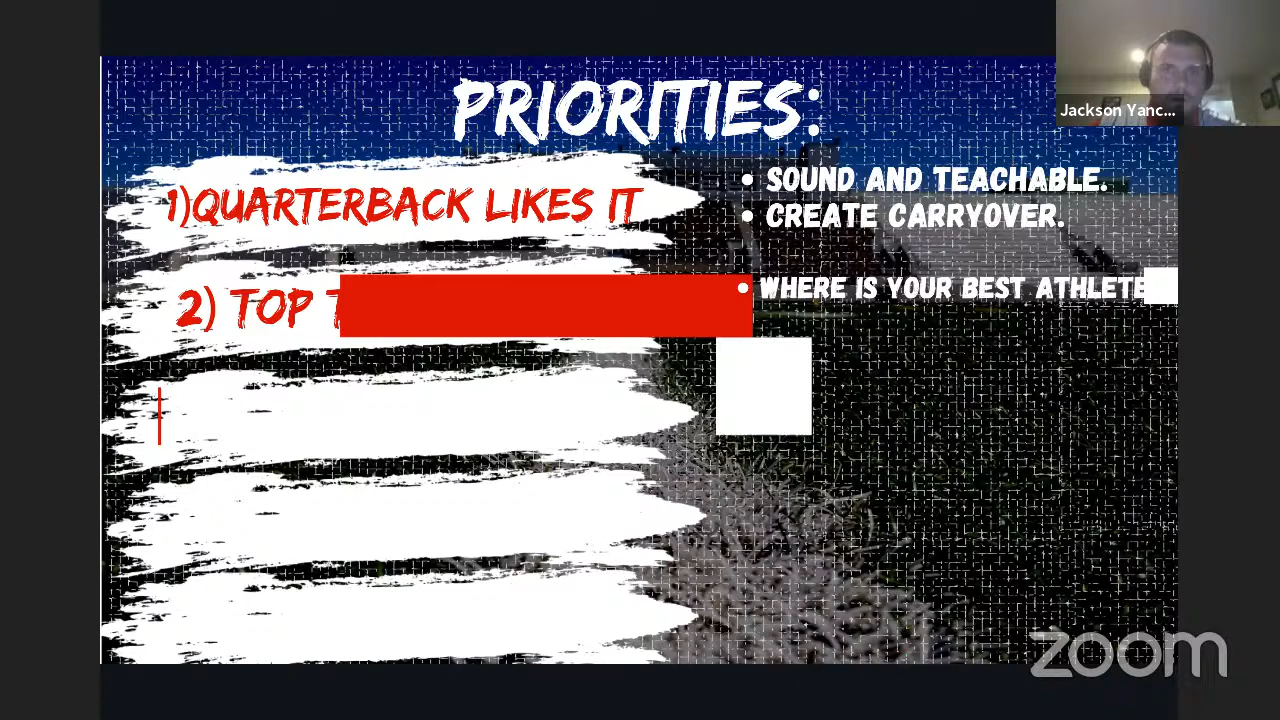 PRIORITIES:
Jackson Yanc...
1)QUARTERBACK LIKES IT
• SOUND AND TEACHABLE.
• CREATE CARRYOVER.
2) TOP
• WHERE IS YOUR BEST ATHLETE
zoom